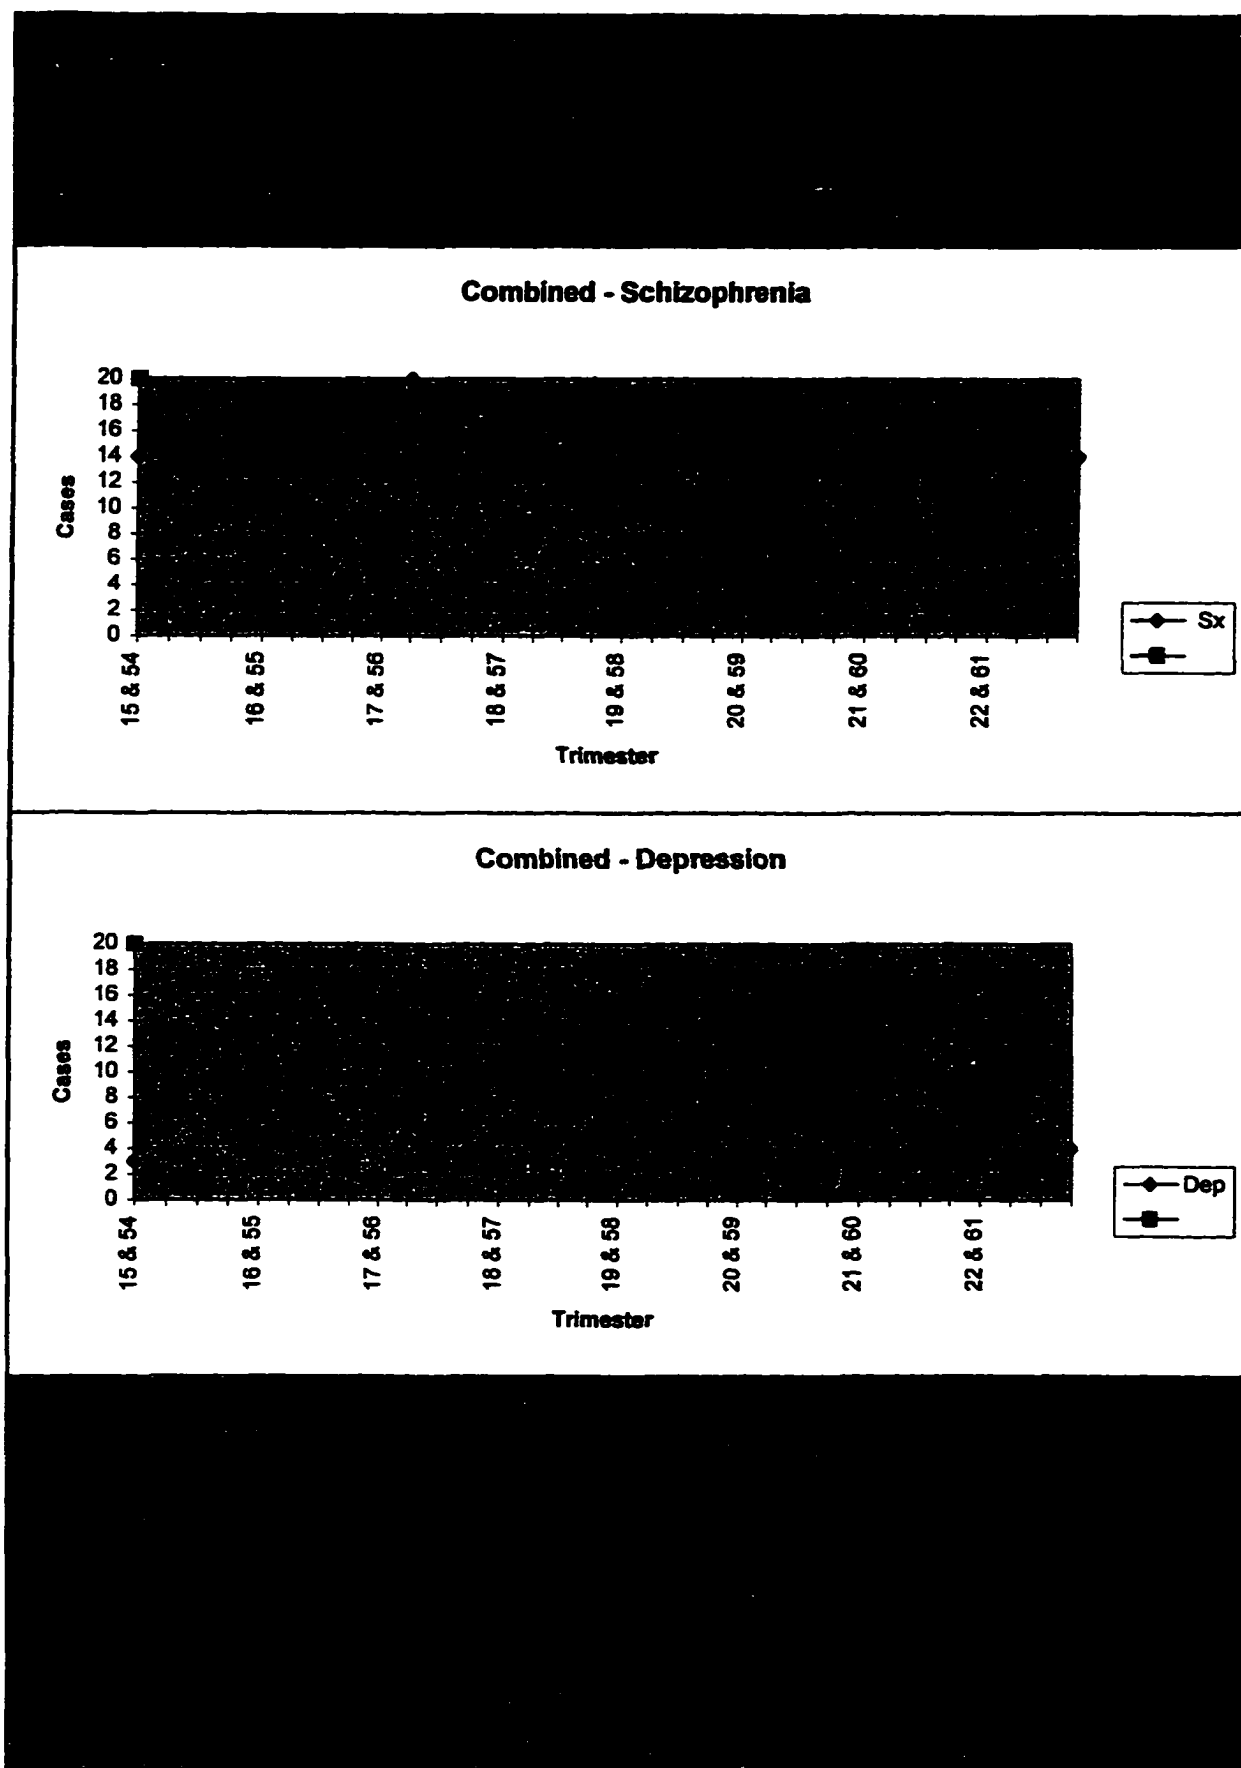 Combined - Schizophrenia
20
18
16
14
12
10
8
6
4
2
0
Cases
15 & 54
16 & 55
17 & 56
18 & 57
19 & 58
20 & 59
21 & 60
22 & 61
Trimester
Sx
Combined - Depression
20
18
16
14
12
10
8
6
4
2
0
Cases
15 & 54
16 & 55
17 & 56
18 & 57
19 & 58
20 & 59
21 & 60
22 & 61
Trimester
Dep